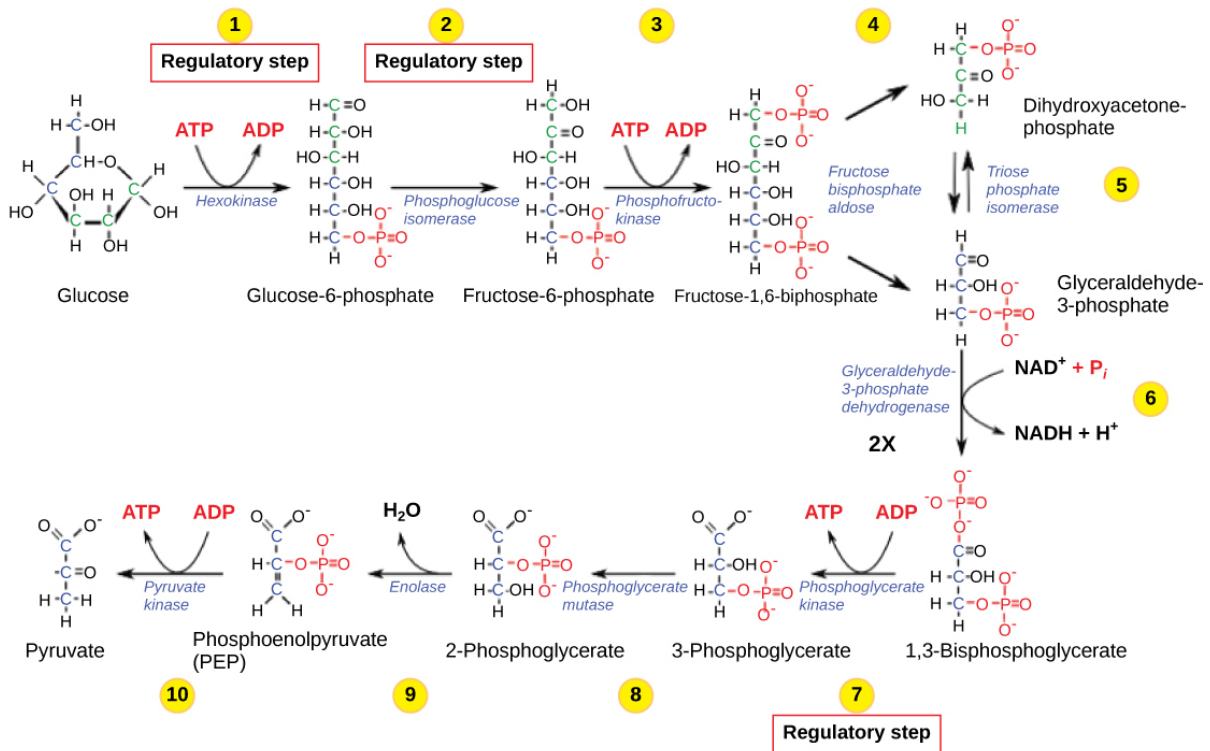 1
2
3
4
Regulatory step
Regulatory step
ATP
ADP
Hexokinase
Phosphoglucose
isomerase
ATP
ADP
Phosphofructo-
kinase
Fructose
bisphosphate
aldose
Dihydroxyacetone-
phosphate
Triose
phosphate
isomerase
5
Glucose
Glucose-6-phosphate
Fructose-6-phosphate
Fructose-1,6-biphosphate
Glyceraldehyde-
3-phosphate
Glyceraldehyde-
3-phosphate
dehydrogenase
NAD⁺ + Pᵢ
6
NADH + H⁺
2X
ATP
ADP
Phosphoglycerate
kinase
Phosphoglycerate
mutase
H₂O
Enolase
ATP
ADP
Pyruvate
kinase
Pyruvate
Phosphoenolpyruvate
(PEP)
2-Phosphoglycerate
3-Phosphoglycerate
1,3-Bisphosphoglycerate
10
9
8
7
Regulatory step